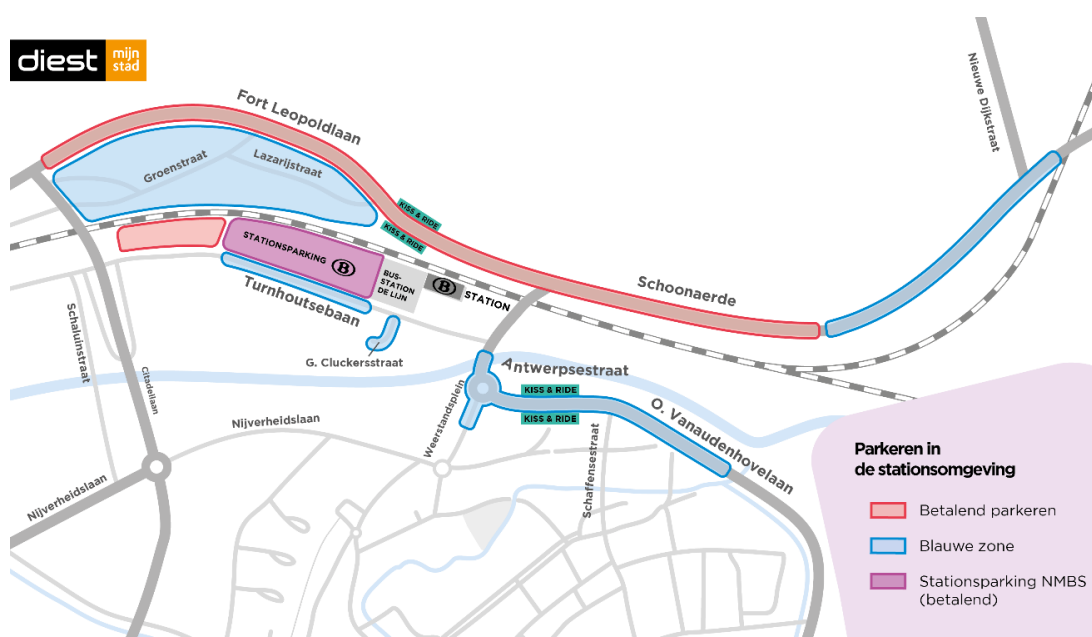 diest
mijn
stad
Fort Leopoldlaan
Nieuwe Dijkstraat
Groenstraat
Lazarijstraat
KISS & RIDE
KISS & RIDE
STATIONSPARKING
B
BUS-
STATION
DE LIJN
B
STATION
Schoonaerde
Turnhoutsebaan
Schaluinstraat
G. Cluckersstraat
Citadellaan
Antwerpsestraat
KISS & RIDE
KISS & RIDE
O. Vanaudenhovelaan
Weerstandsplein
Nijverheidslaan
Schaffensestraat
Nijverheidslaan
Parkeren in
de stationsomgeving
Betalend parkeren
Blauwe zone
Stationsparking NMBS
(betalend)